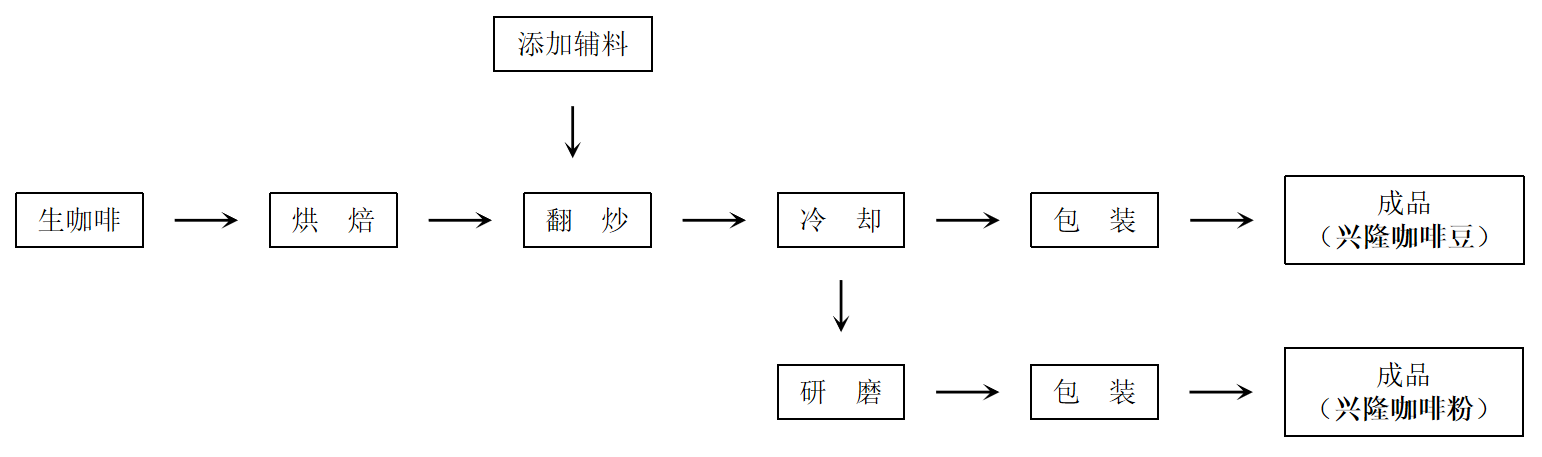 添加辅料
生咖啡
烘 焙
翻 炒
冷 却
包 装
成品
（兴隆咖啡豆）
研 磨
包 装
成品
（兴隆咖啡粉）